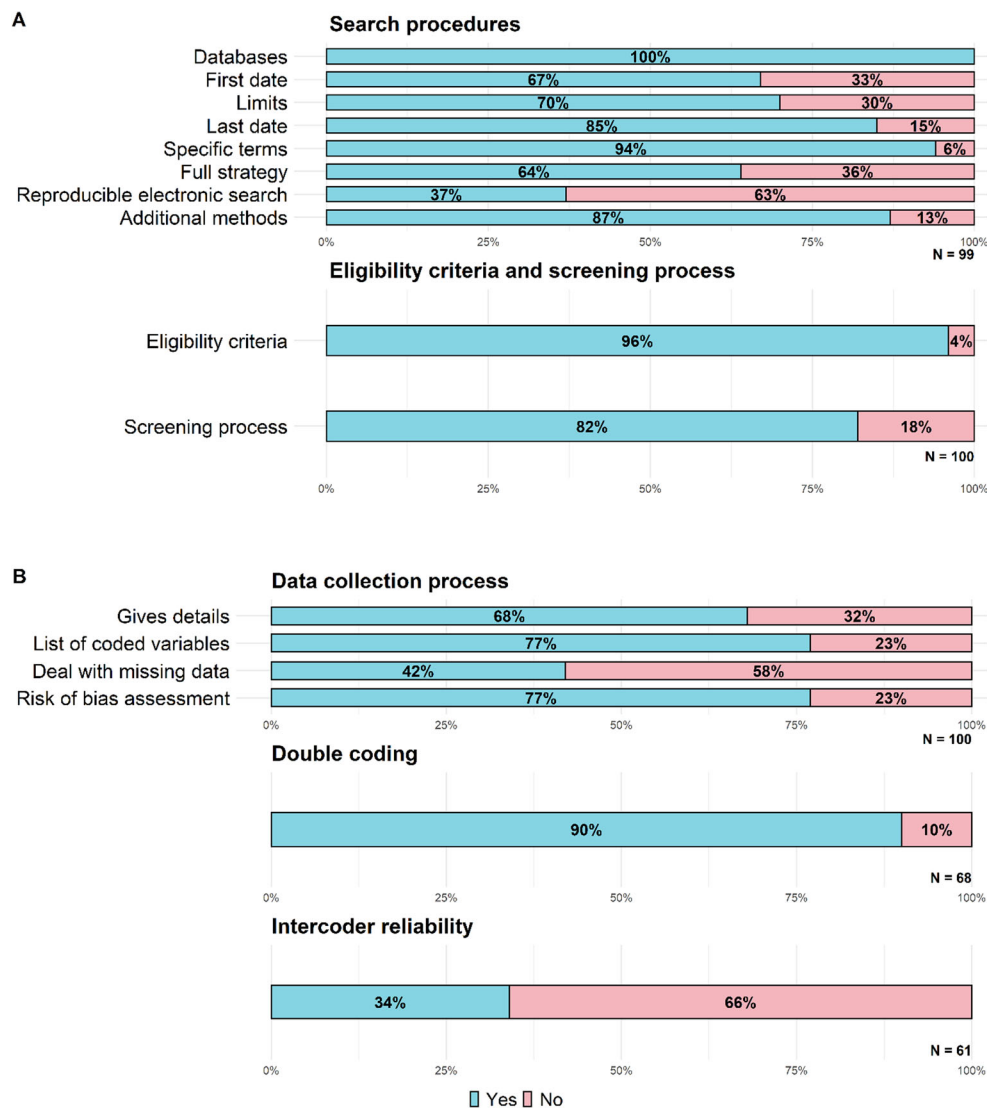 A
Search procedures
Databases 100%
First date 67% 33%
Limits 70% 30%
Last date 85% 15%
Specific terms 94% 6%
Full strategy 64% 36%
Reproducible electronic search 37% 63%
Additional methods 87% 13%
0% 25% 50% 75% 100%
N = 99
Eligibility criteria and screening process
Eligibility criteria 96% 4%
Screening process 82% 18%
N = 100
0% 25% 50% 75% 100%
B
Data collection process
Gives details 68% 32%
List of coded variables 77% 23%
Deal with missing data 42% 58%
Risk of bias assessment 77% 23%
0% 25% 50% 75% 100%
N = 100
Double coding
90% 10%
N = 68
0% 25% 50% 75% 100%
Intercoder reliability
34% 66%
N = 61
0% 25% 50% 75% 100%
Yes No